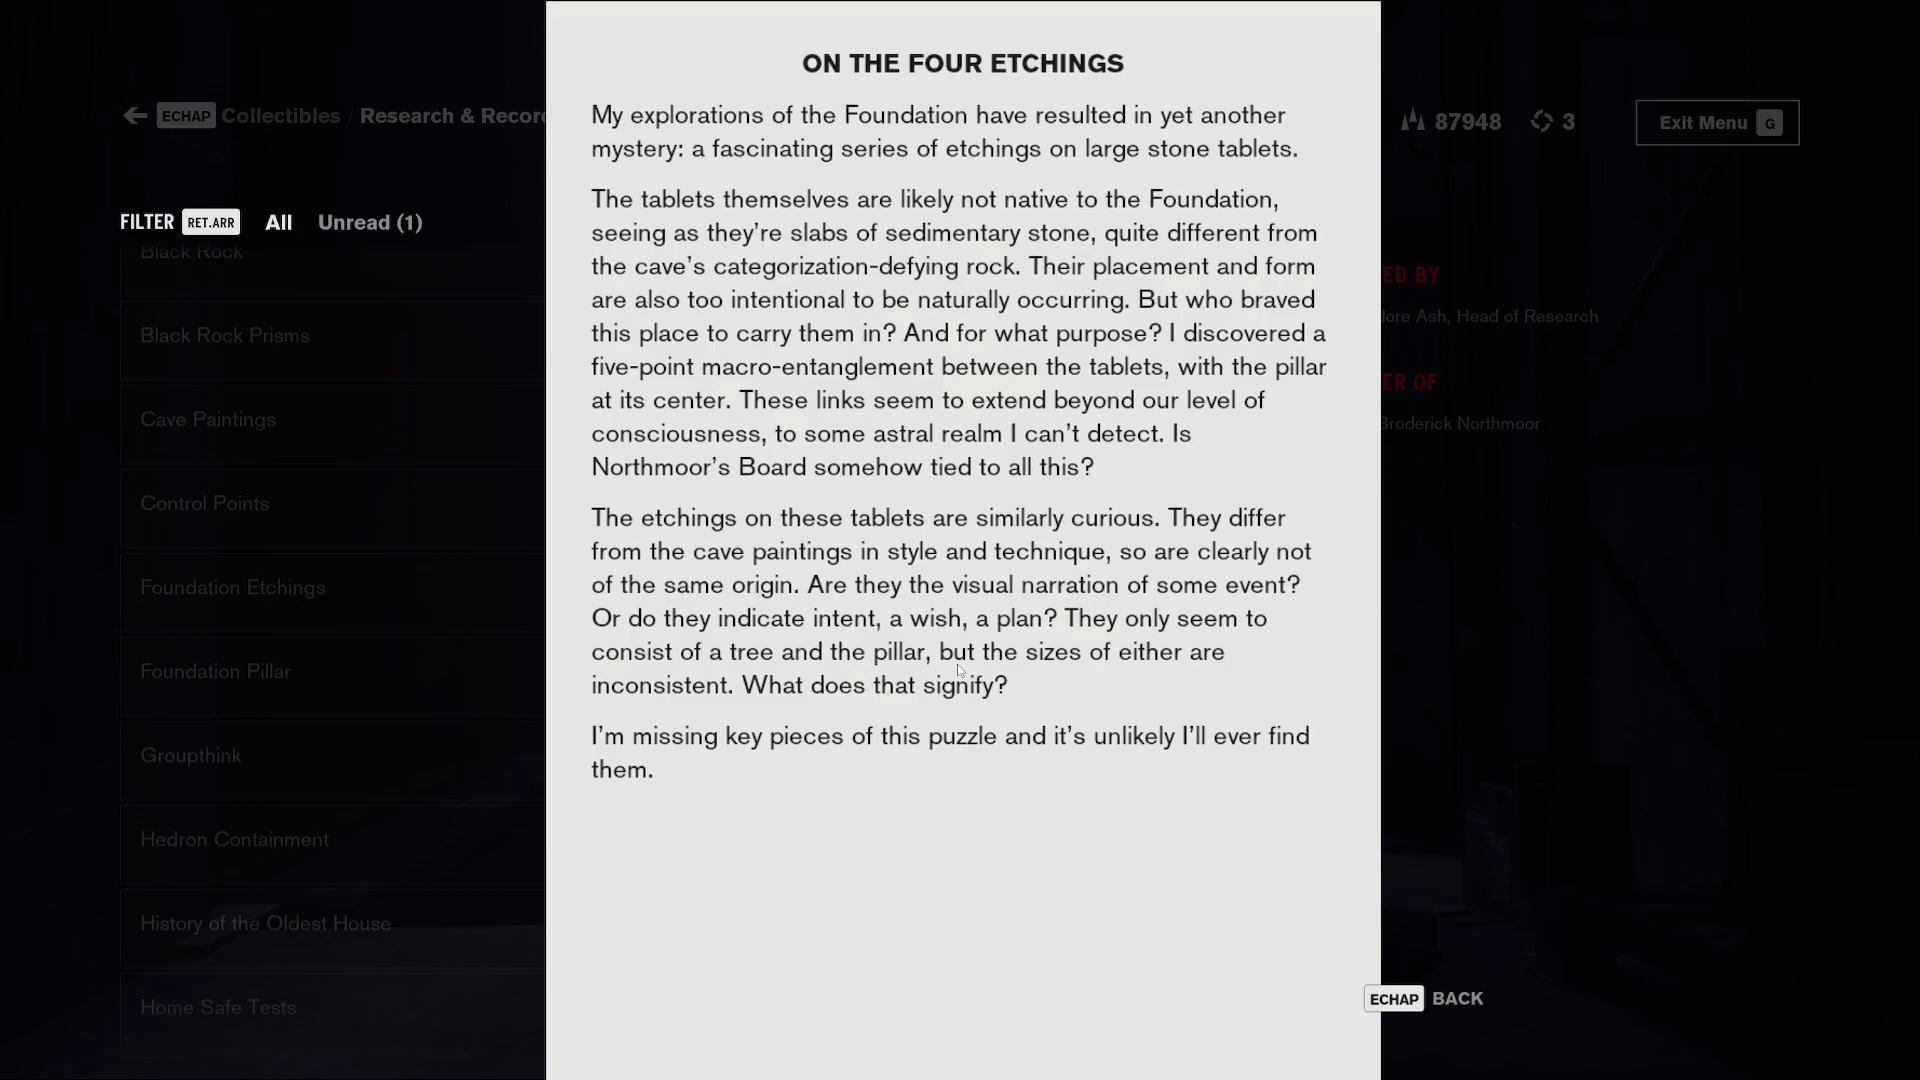 ON THE FOUR ETCHINGS
My explorations of the Foundation have resulted in yet another
mystery: a fascinating series of etchings on large stone tablets.
The tablets themselves are likely not native to the Foundation,
seeing as they’re slabs of sedimentary stone, quite different from
the cave’s categorization-defying rock. Their placement and form
are also too intentional to be naturally occurring. But who braved
this place to carry them in? And for what purpose? I discovered a
five-point macro-entanglement between the tablets, with the pillar
at its center. These links seem to extend beyond our level of
consciousness, to some astral realm I can’t detect. Is
Northmoor’s Board somehow tied to all this?
The etchings on these tablets are similarly curious. They differ
from the cave paintings in style and technique, so are clearly not
of the same origin. Are they the visual narration of some event?
Or do they indicate intent, a wish, a plan? They only seem to
consist of a tree and the pillar, but the sizes of either are
inconsistent. What does that signify?
I’m missing key pieces of this puzzle and it’s unlikely I’ll ever find
them.
ECHAP Collectibles / Research & Recor
FILTER RET.ARR All Unread (1)
Black Rock
Black Rock Prisms
Cave Paintings
Control Points
Foundation Etchings
Foundation Pillar
Groupthink
Hedron Containment
History of the Oldest House
Home Safe Tests
87948 3
Exit Menu G
ED BY
lore Ash, Head of Research
ER OF
Broderick Northmoor
ECHAP BACK